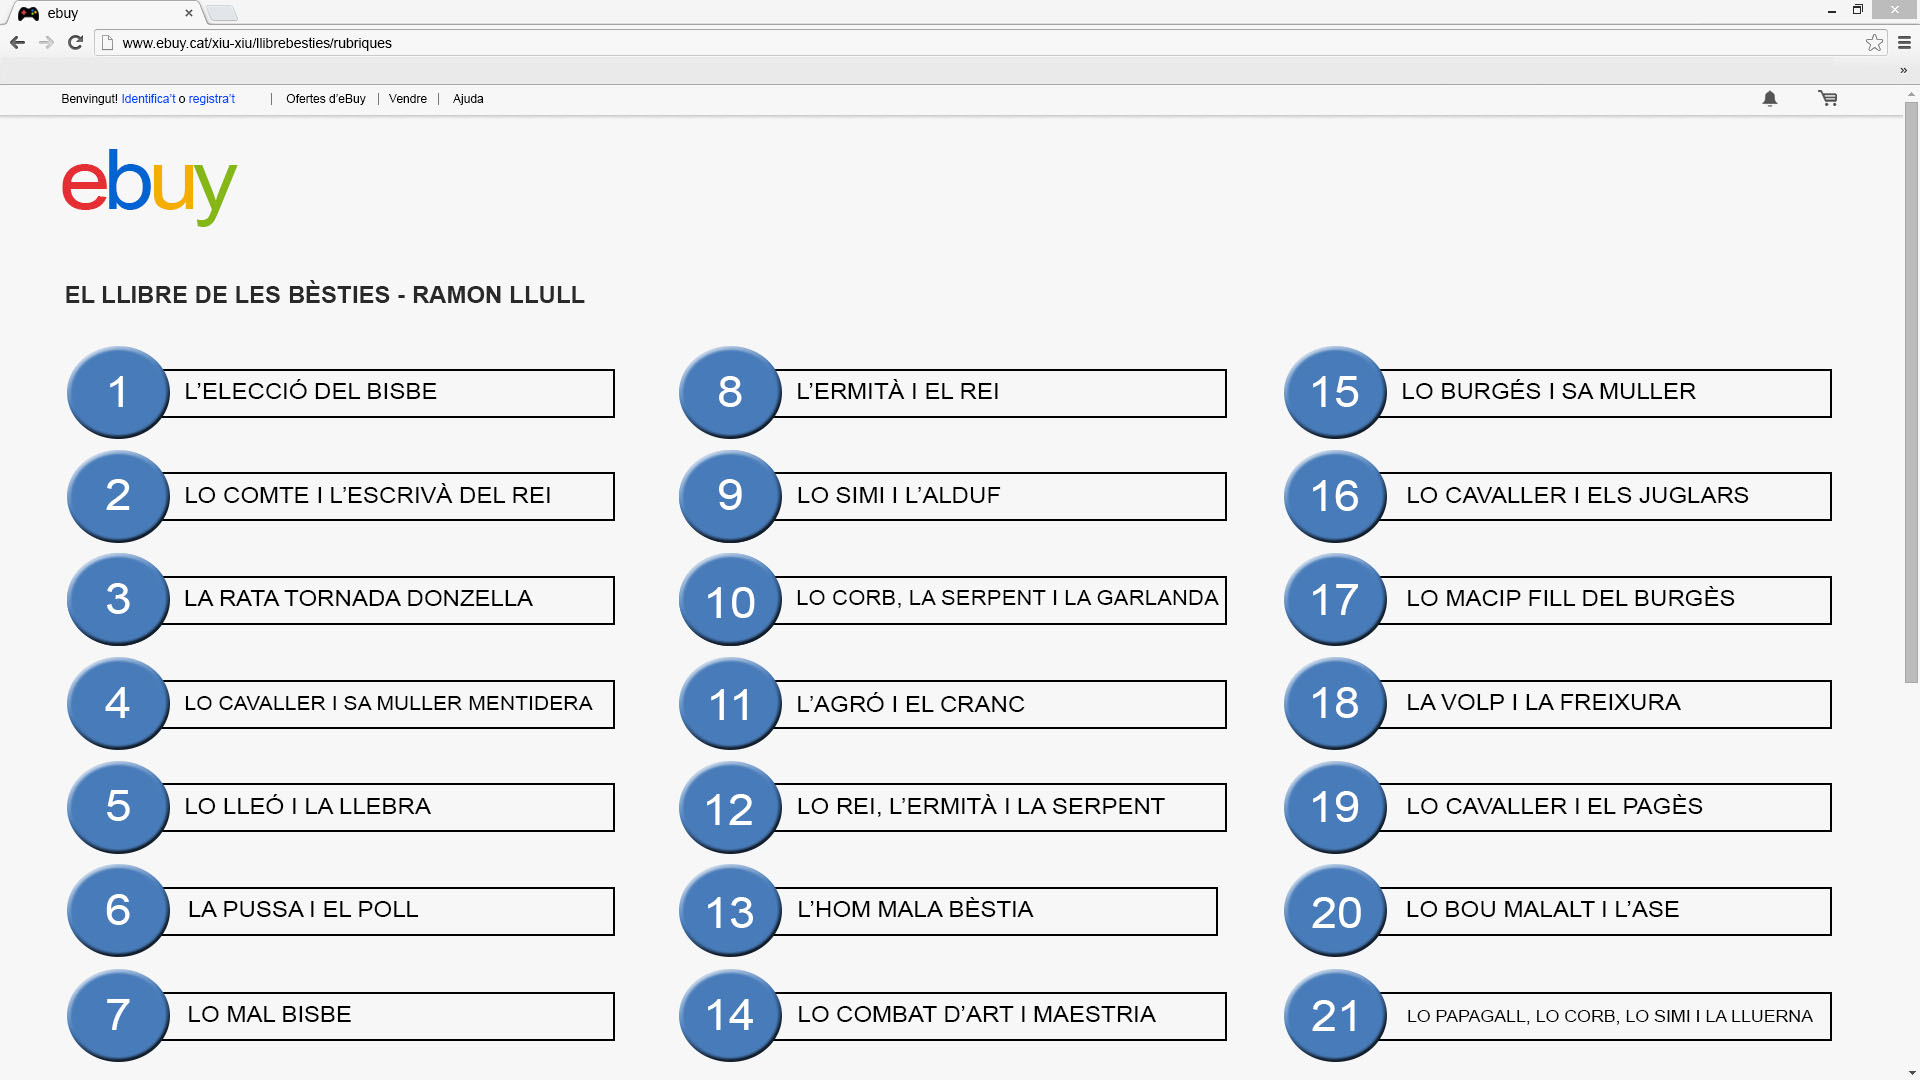 ebuy
www.ebuy.cat/xiu-xiu/llibrebesties/rubriques
Benvingut! Identifica't o registra't | Ofertes d'eBuy | Vendre | Ajuda
ebuy
EL LLIBRE DE LES BÈSTIES - RAMON LLULL
1 L’ELECCIÓ DEL BISBE
2 LO COMTE I L’ESCRIVÀ DEL REI
3 LA RATA TORNADA DONZELLA
4 LO CAVALLER I SA MULLER MENTIDERA
5 LO LLEÓ I LA LLEBRA
6 LA PUSSA I EL POLL
7 LO MAL BISBE
8 L’ERMITÀ I EL REI
9 LO SIMI I L’ALDUF
10 LO CORB, LA SERPENT I LA GARLANDA
11 L’AGRÓ I EL CRANC
12 LO REI, L’ERMITÀ I LA SERPENT
13 L’HOM MALA BÈSTIA
14 LO COMBAT D’ART I MAESTRIA
15 LO BURGÉS I SA MULLER
16 LO CAVALLER I ELS JUGLARS
17 LO MACIP FILL DEL BURGÈS
18 LA VOLP I LA FREIXURA
19 LO CAVALLER I EL PAGÈS
20 LO BOU MALALT I L’ASE
21 LO PAPAGALL, LO CORB, LO SIMI I LA LLUERNA